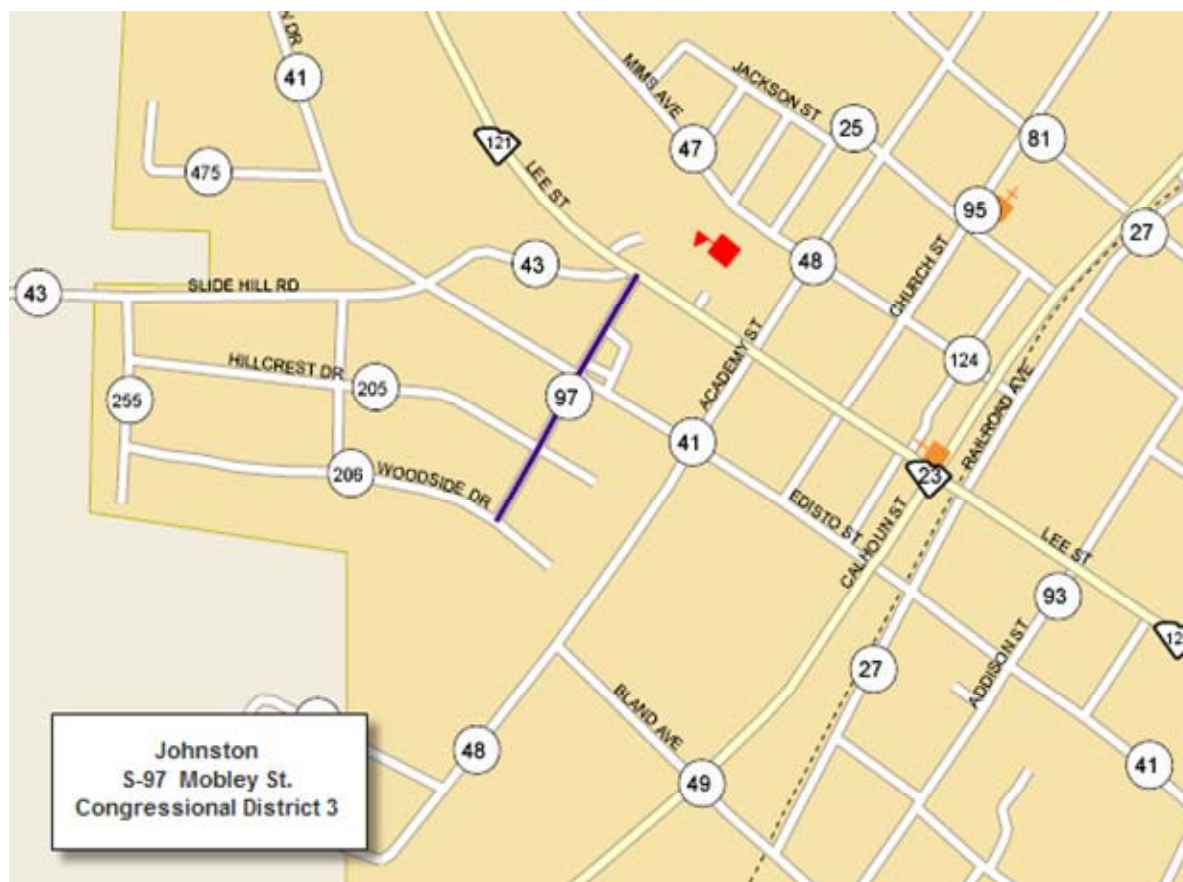 N DR
41
MIMS AVE
JACKSON ST
25
81
121
47
475
LEE ST
95
27
43
48
CHURCH ST
43
SLIDE HILL RD
124
ACADEMY ST
RAILROAD AVE
HILLCREST DR
205
97
255
41
206
WOODSIDE DR
23
EDISTO ST
CALHOUN ST
LEE ST
93
12
ADDISON ST
27
BLAND AVE
48
41
49
Johnston
S-97 Mobley St.
Congressional District 3